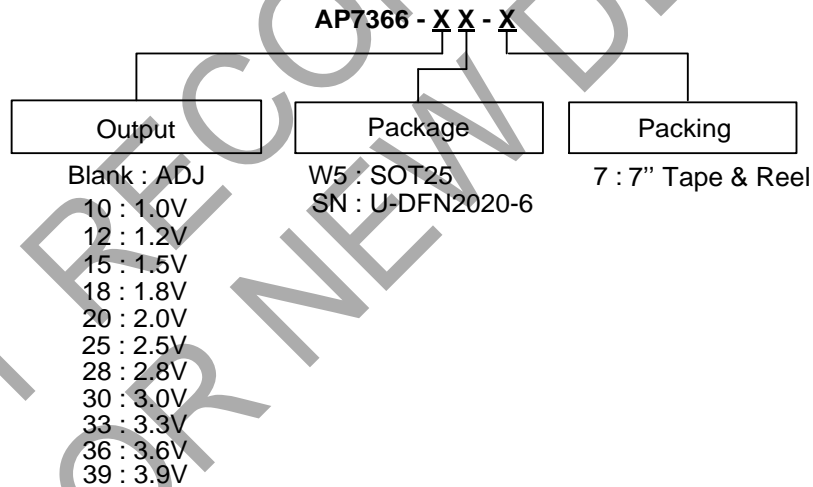 AP7366 - X X - X
Output
Package
Packing
Blank : ADJ
10 : 1.0V
12 : 1.2V
15 : 1.5V
18 : 1.8V
20 : 2.0V
25 : 2.5V
28 : 2.8V
30 : 3.0V
33 : 3.3V
36 : 3.6V
39 : 3.9V
W5 : SOT25
SN : U-DFN2020-6
7 : 7’’ Tape & Reel
OR NEW